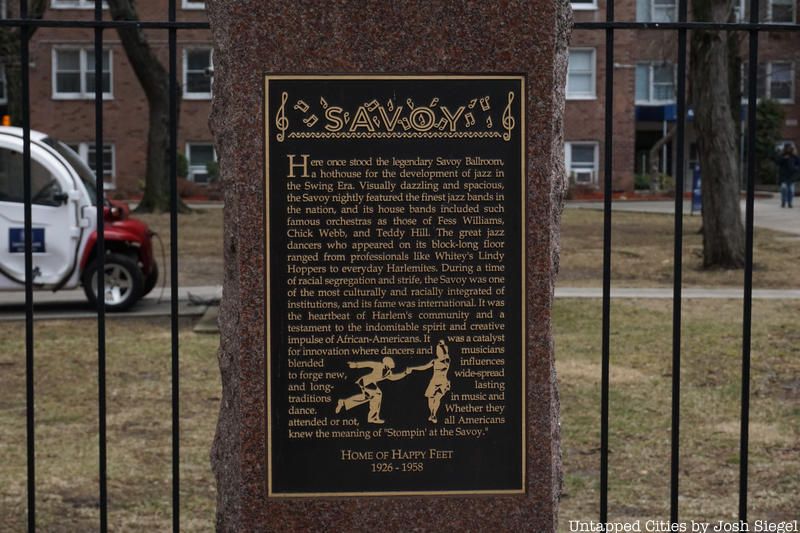 SAVOY
Here once stood the legendary Savoy Ballroom,
a hothouse for the development of jazz in
the Swing Era. Visually dazzling and spacious,
the Savoy nightly featured the finest jazz bands in
the nation, and its house bands included such
famous orchestras as those of Fess Williams,
Chick Webb, and Teddy Hill. The great jazz
dancers who appeared on its block-long floor
ranged from professionals like Whitey's Lindy
Hoppers to everyday Harlemites. During a time
of racial segregation and strife, the Savoy was one
of the most culturally and racially integrated of
institutions, and its fame was international. It was
the heartbeat of Harlem's community and a
testament to the indomitable spirit and creative
impulse of African-Americans. It was a catalyst
for innovation where dancers and musicians
blended influences
to forge new, wide-spread
and long- lasting
traditions in music and
dance. Whether they
attended or not, all Americans
knew the meaning of "Stompin' at the Savoy."
HOME OF HAPPY FEET
1926 - 1958
Untapped Cities by Josh Siegel